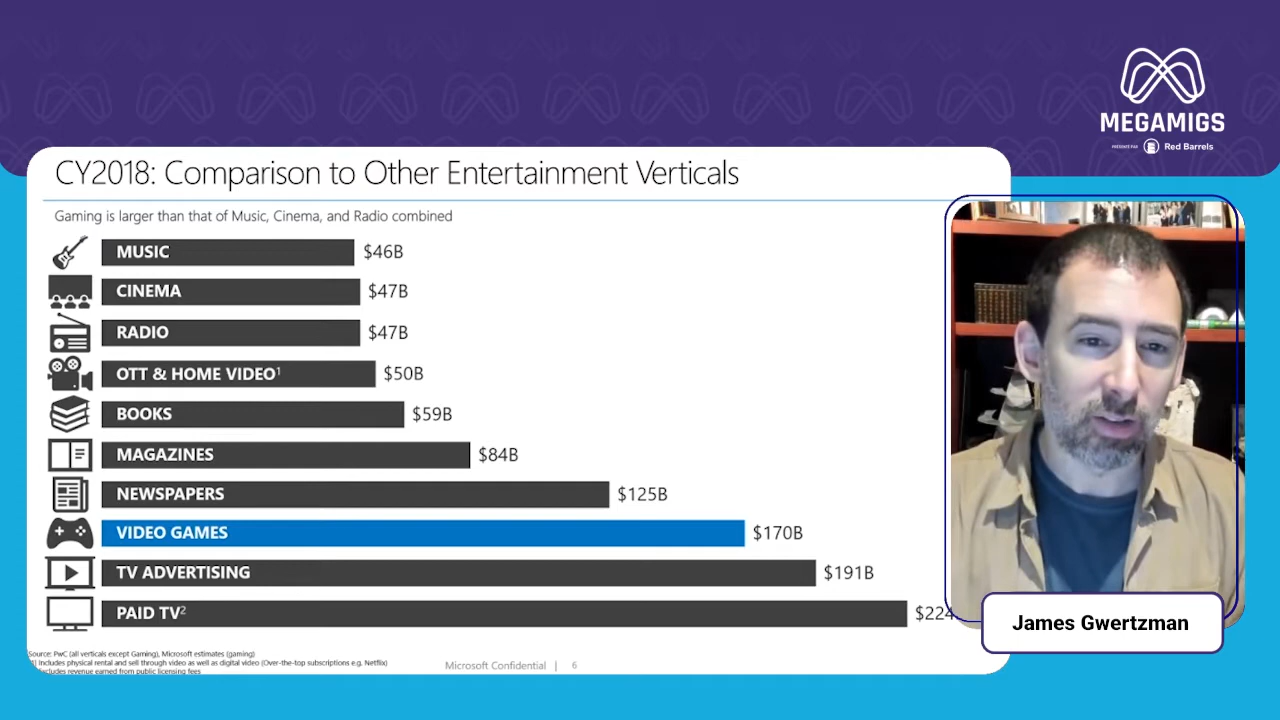 MEGAMIGS
PRESENTÉ PAR Red Barrels
CY2018: Comparison to Other Entertainment Verticals
Gaming is larger than that of Music, Cinema, and Radio combined
MUSIC $46B
CINEMA $47B
RADIO $47B
OTT & HOME VIDEO¹ $50B
BOOKS $59B
MAGAZINES $84B
NEWSPAPERS $125B
VIDEO GAMES $170B
TV ADVERTISING $191B
PAID TV² $224
James Gwertzman
Source: PwC (all verticals except Gaming), Microsoft estimates (gaming)
1) Includes physical rental and sell through video as well as digital video (Over-the-top subscriptions e.g. Netflix)
Includes revenue earned from public licensing fees
Microsoft Confidential | 6